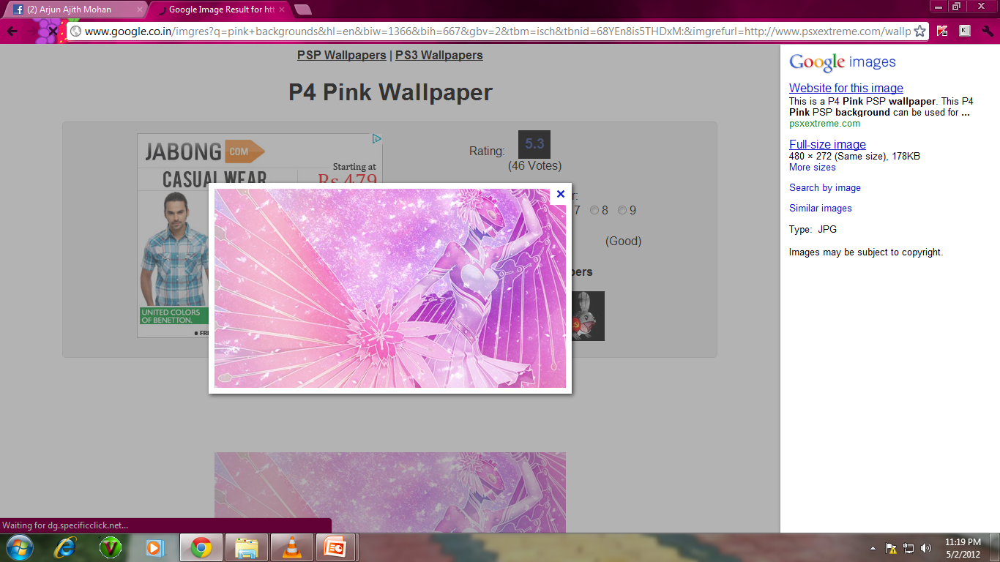 (2) Arjun Ajith Mohan
Google Image Result for htt
www.google.co.in/imgres?q=pink+backgrounds&hl=en&biw=1366&bih=667&gbv=2&tbm=isch&tbnid=68YEn8is5THDxM:&imgrefurl=http://www.psxextreme.com/wallp
PSP Wallpapers | PS3 Wallpapers
P4 Pink Wallpaper
JABONG COM
Starting at
CASUAL WEAR
Rs 479
UNITED COLORS
OF BENETTON.
FRE
Rating: 5.3
(46 Votes)
r:
7 8 9
(Good)
pers
Google images
Website for this image
This is a P4 Pink PSP wallpaper. This P4
Pink PSP background can be used for ...
psxextreme.com
Full-size image
480 × 272 (Same size), 178KB
More sizes
Search by image
Similar images
Type: JPG
Images may be subject to copyright.
Waiting for dg.specificclick.net...
11:19 PM
5/2/2012